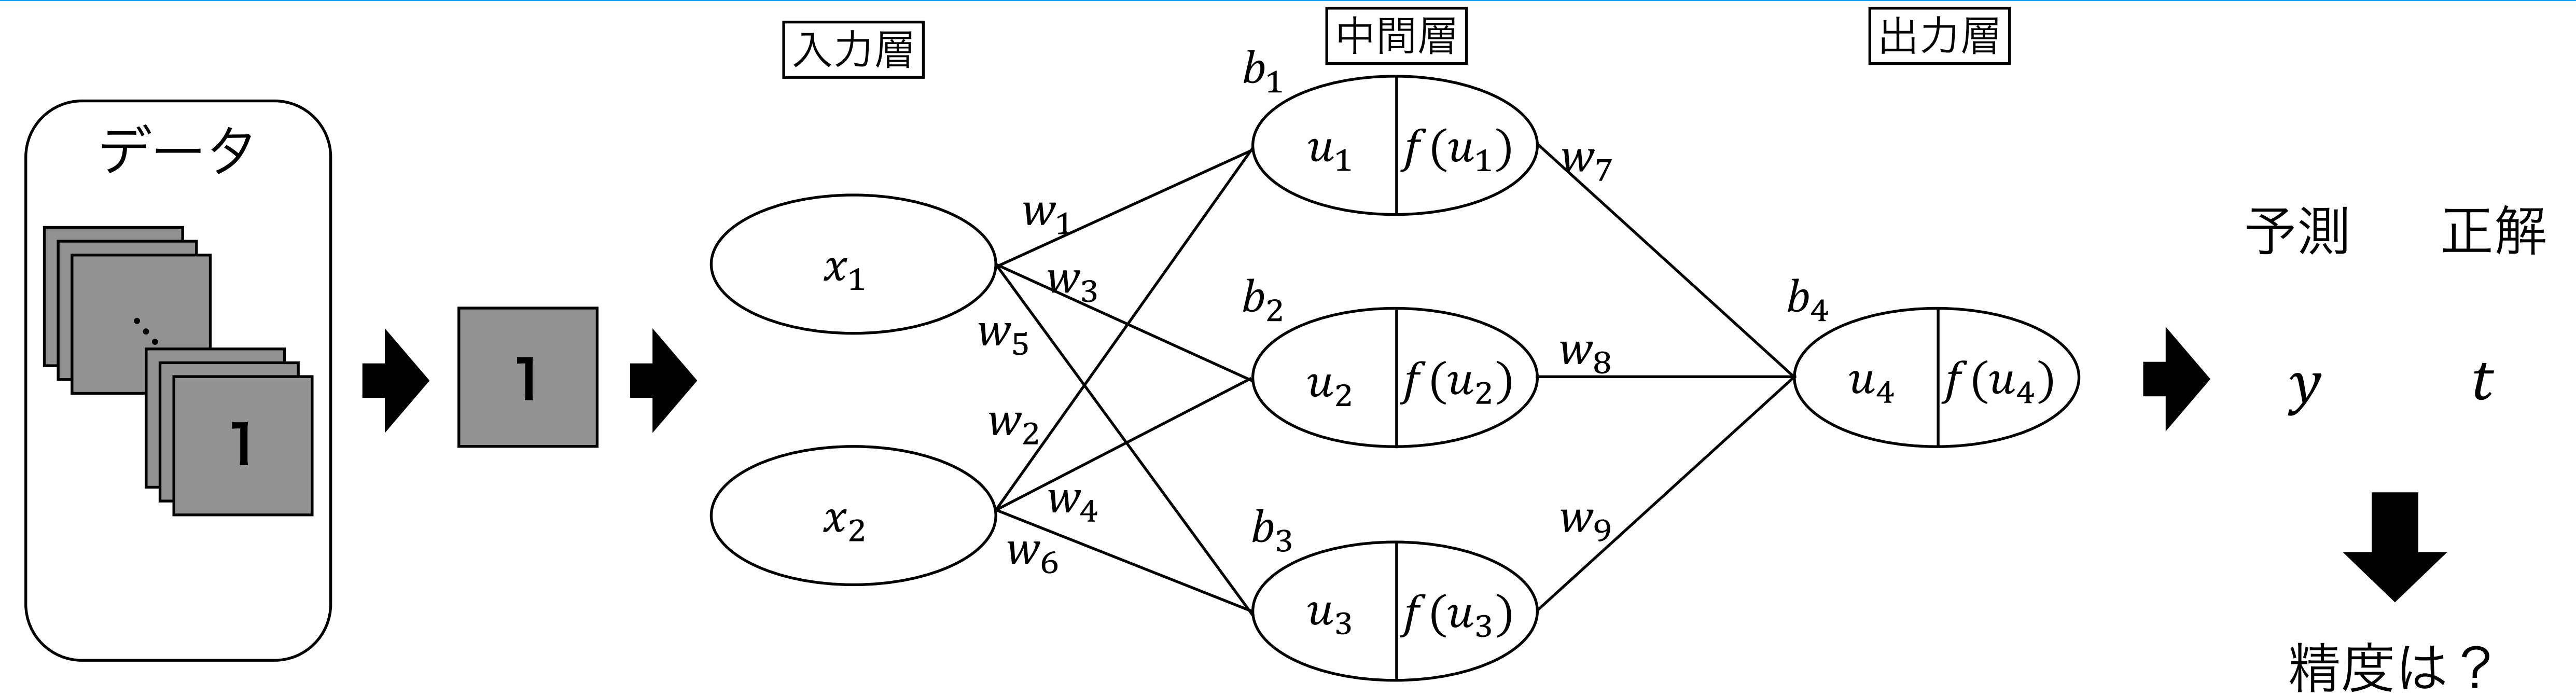 入力層
中間層
出力層
データ
1
1
x₁
x₂
w₁
w₃
w₅
w₂
w₄
w₆
b₁
u₁ f(u₁)
b₂
u₂ f(u₂)
b₃
u₃ f(u₃)
w₇
w₈
w₉
b₄
u₄ f(u₄)
予測 正解
y t
精度は？